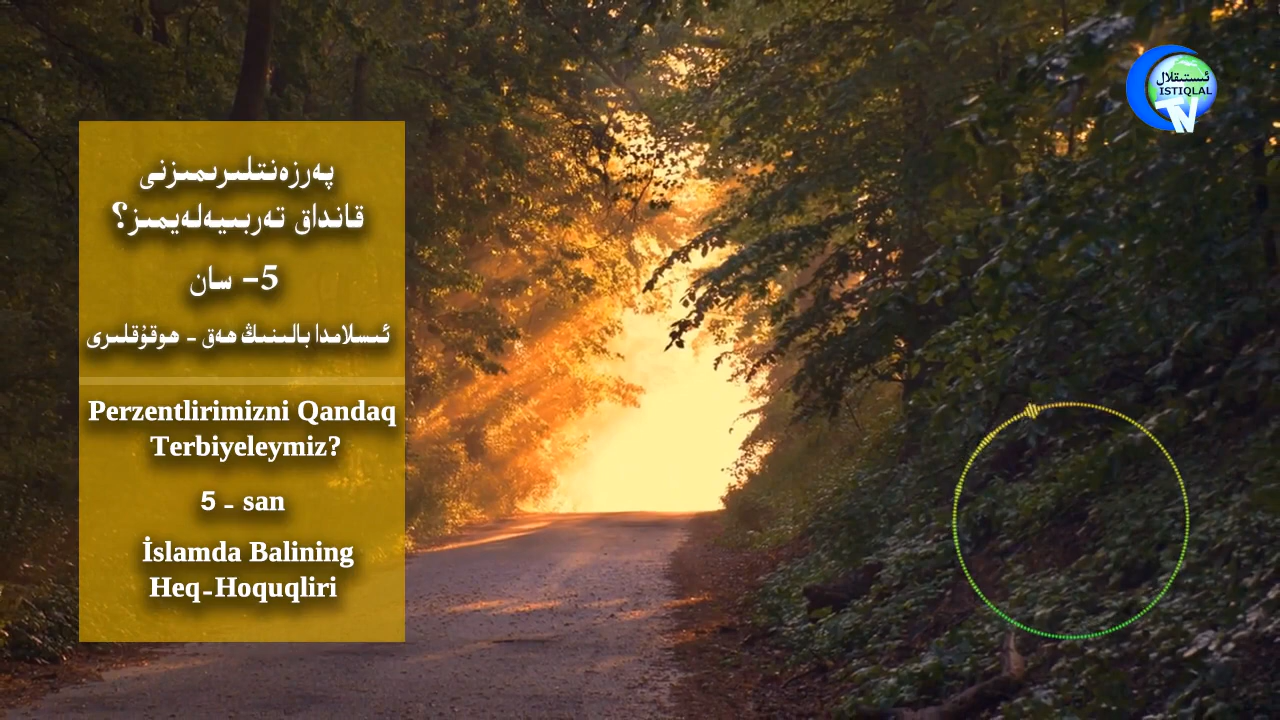 پەرزەنتلىرىمىزنى
قانداق تەربىيەلەيمىز؟
5- سان
ئىسلامدا بالىنىڭ ھەق - ھوقۇقلىرى
Perzentlirimizni Qandaq
Terbiyeleymiz?
5 - san
İslamda Balining
Heq-Hoquqliri
ئىستىقلال
ISTIQLAL
TV